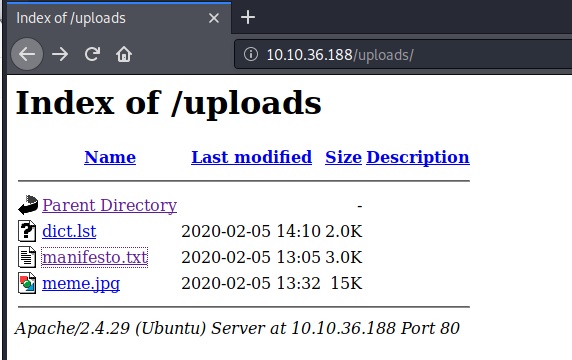 Index of /uploads
10.10.36.188/uploads/
Index of /uploads
Name Last modified Size Description
Parent Directory -
dict.lst 2020-02-05 14:10 2.0K
manifesto.txt 2020-02-05 13:05 3.0K
meme.jpg 2020-02-05 13:32 15K
Apache/2.4.29 (Ubuntu) Server at 10.10.36.188 Port 80